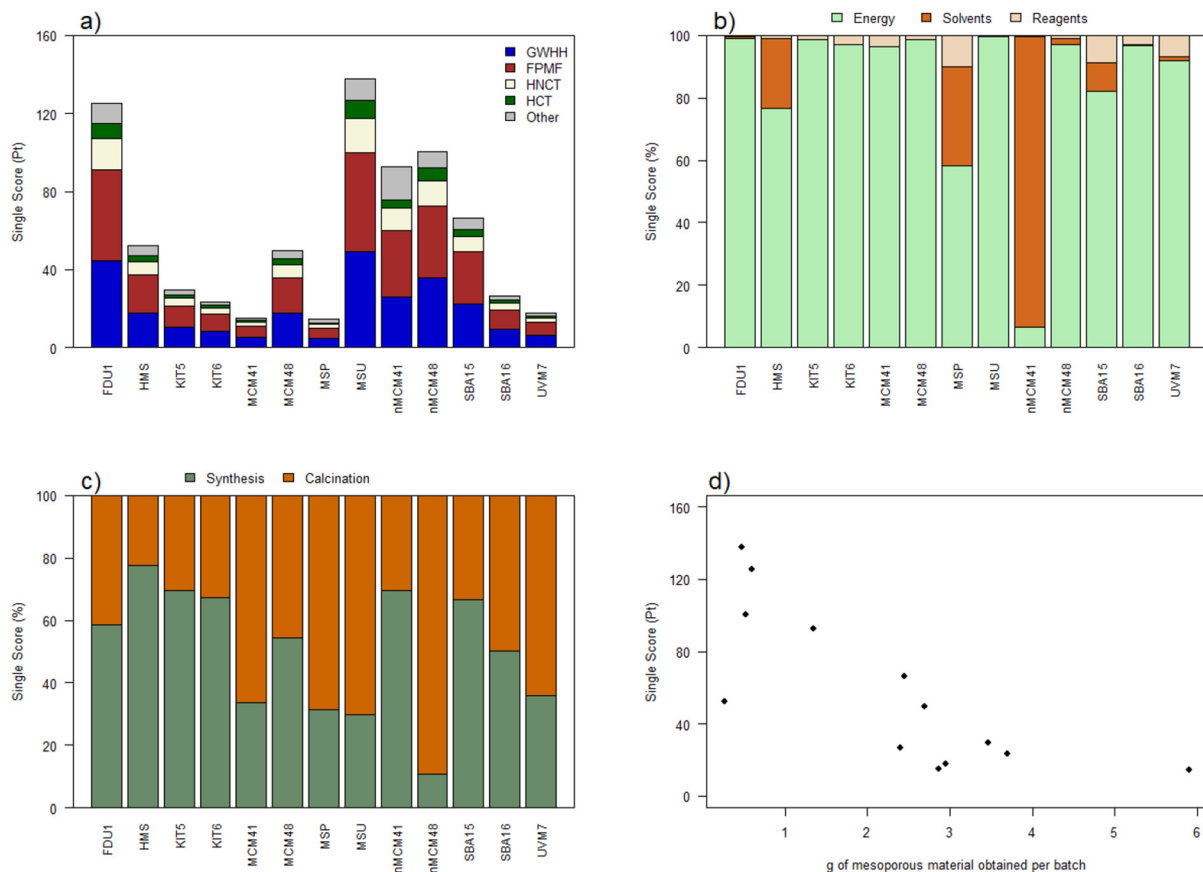 a)
GWHH
FPMF
HNCT
HCT
Other
160
120
80
40
0
Single Score (Pt)
FDU1
HMS
KIT5
KIT6
MCM41
MCM48
MSP
MSU
nMCM41
nMCM48
SBA15
SBA16
UVM7
b)
Energy Solvents Reagents
100
80
60
40
20
0
Single Score (%)
FDU1
HMS
KIT5
KIT6
MCM41
MCM48
MSP
MSU
nMCM41
nMCM48
SBA15
SBA16
UVM7
c)
Synthesis Calcination
100
80
60
40
20
0
Single Score (%)
FDU1
HMS
KIT5
KIT6
MCM41
MCM48
MSP
MSU
nMCM41
nMCM48
SBA15
SBA16
UVM7
d)
160
120
80
40
0
Single Score (Pt)
1 2 3 4 5 6
g of mesoporous material obtained per batch